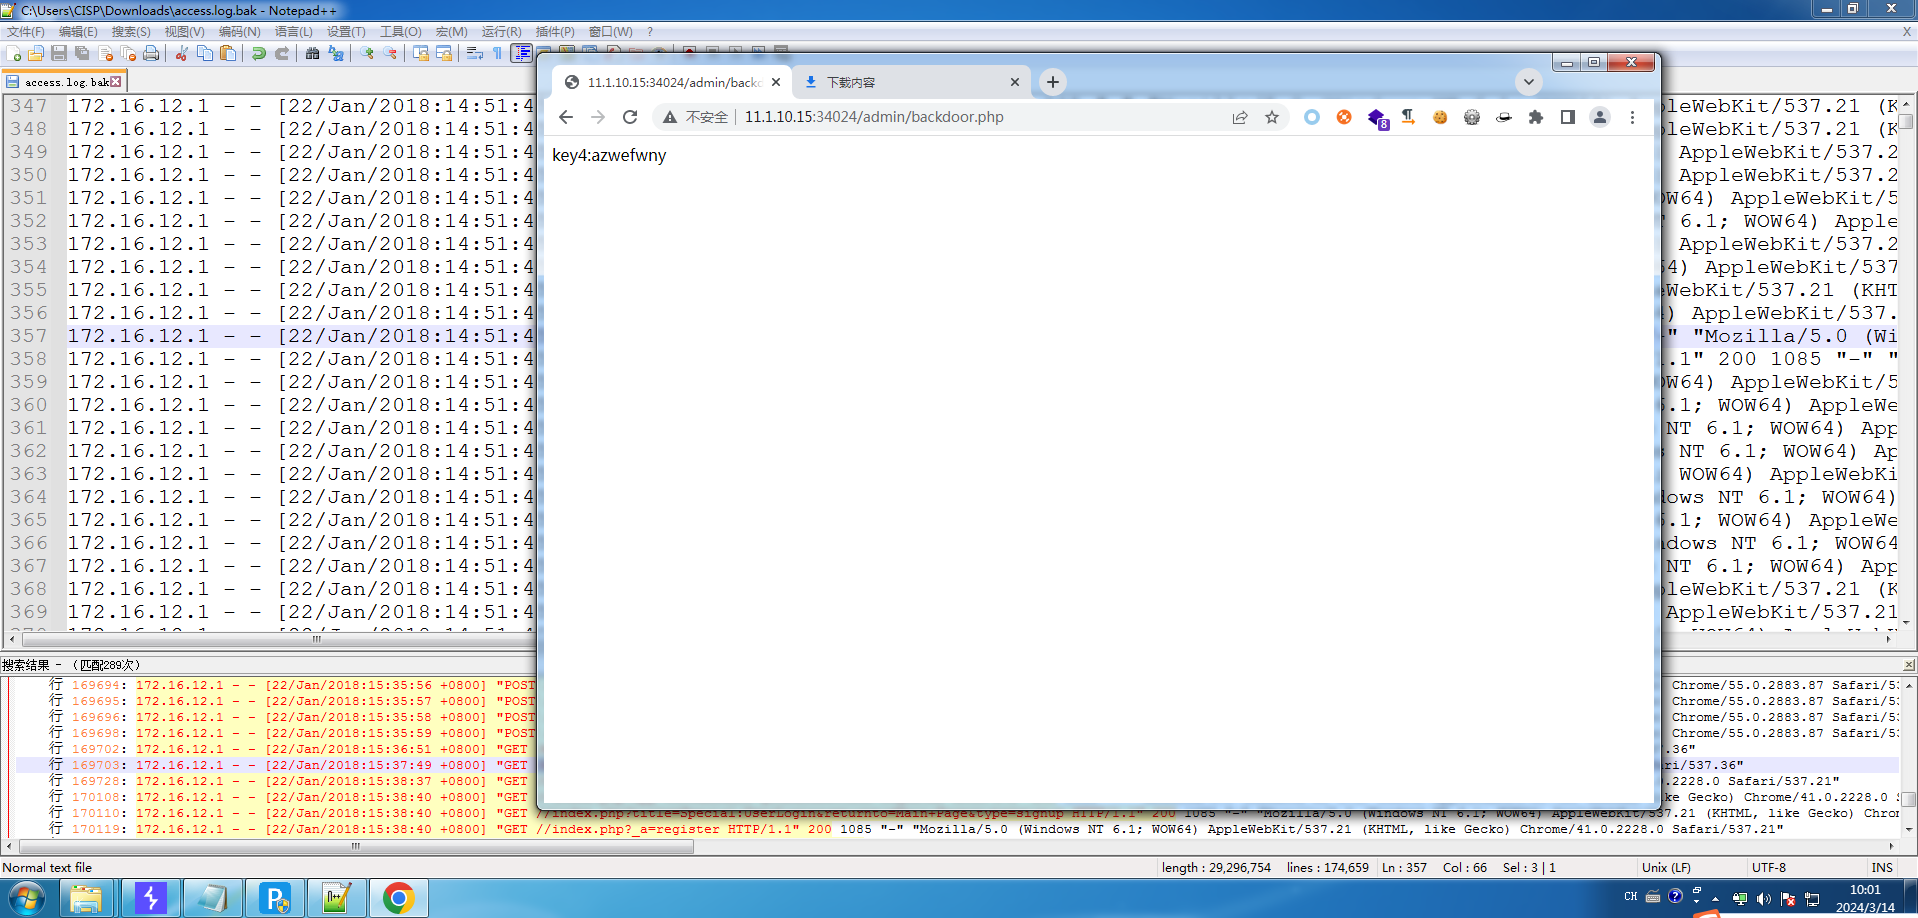 C:\Users\CISP\Downloads\access.log.bak - Notepad++
文件(F) 编辑(E) 搜索(S) 视图(V) 编码(N) 语言(L) 设置(T) 工具(O) 宏(M) 运行(R) 插件(P) 窗口(W) ? X
access.log.bak
11.1.10.15:34024/admin/backd
下载内容
不安全 11.1.10.15:34024/admin/backdoor.php
8
key4:azwefwny
347 172.16.12.1 - - [22/Jan/2018:14:51:4 pleWebKit/537.21 (K
348 172.16.12.1 - - [22/Jan/2018:14:51:4 pleWebKit/537.21 (K
349 172.16.12.1 - - [22/Jan/2018:14:51:4 AppleWebKit/537.2
350 172.16.12.1 - - [22/Jan/2018:14:51:4 AppleWebKit/537.2
351 172.16.12.1 - - [22/Jan/2018:14:51:4 W64) AppleWebKit/5
352 172.16.12.1 - - [22/Jan/2018:14:51:4 T 6.1; WOW64) Apple
353 172.16.12.1 - - [22/Jan/2018:14:51:4 AppleWebKit/537.2
354 172.16.12.1 - - [22/Jan/2018:14:51:4 4) AppleWebKit/537
355 172.16.12.1 - - [22/Jan/2018:14:51:4 WebKit/537.21 (KHT
356 172.16.12.1 - - [22/Jan/2018:14:51:4 ) AppleWebKit/537.
357 172.16.12.1 - - [22/Jan/2018:14:51:4 -" "Mozilla/5.0 (Wi
358 172.16.12.1 - - [22/Jan/2018:14:51:4 .1" 200 1085 "-" "
359 172.16.12.1 - - [22/Jan/2018:14:51:4 W64) AppleWebKit/5
360 172.16.12.1 - - [22/Jan/2018:14:51:4 .1; WOW64) AppleWe
361 172.16.12.1 - - [22/Jan/2018:14:51:4 NT 6.1; WOW64) App
362 172.16.12.1 - - [22/Jan/2018:14:51:4 s NT 6.1; WOW64) Ap
363 172.16.12.1 - - [22/Jan/2018:14:51:4 WOW64) AppleWebKi
364 172.16.12.1 - - [22/Jan/2018:14:51:4 dows NT 6.1; WOW64)
365 172.16.12.1 - - [22/Jan/2018:14:51:4 .1; WOW64) AppleWe
366 172.16.12.1 - - [22/Jan/2018:14:51:4 ndows NT 6.1; WOW64
367 172.16.12.1 - - [22/Jan/2018:14:51:4 NT 6.1; WOW64) App
368 172.16.12.1 - - [22/Jan/2018:14:51:4 pleWebKit/537.21 (K
369 172.16.12.1 - - [22/Jan/2018:14:51:4 AppleWebKit/537.21
搜索结果 - (匹配289次)
行 169694: 172.16.12.1 - - [22/Jan/2018:15:35:56 +0800] "POST Chrome/55.0.2883.87 Safari/53
行 169695: 172.16.12.1 - - [22/Jan/2018:15:35:57 +0800] "POST Chrome/55.0.2883.87 Safari/53
行 169696: 172.16.12.1 - - [22/Jan/2018:15:35:58 +0800] "POST Chrome/55.0.2883.87 Safari/53
行 169698: 172.16.12.1 - - [22/Jan/2018:15:35:59 +0800] "POST Chrome/55.0.2883.87 Safari/53
行 169702: 172.16.12.1 - - [22/Jan/2018:15:36:51 +0800] "GET 7.36"
行 169703: 172.16.12.1 - - [22/Jan/2018:15:37:49 +0800] "GET ri/537.36"
行 169728: 172.16.12.1 - - [22/Jan/2018:15:38:37 +0800] "GET .0.2228.0 Safari/537.21"
行 170108: 172.16.12.1 - - [22/Jan/2018:15:38:40 +0800] "GET ke Gecko) Chrome/41.0.2228.0
行 170110: 172.16.12.1 - - [22/Jan/2018:15:38:40 +0800] "GET //index.php?title=Special:UserLogin&returnto=Main+Page&type=signup HTTP/1.1" 200 1085 "-" "Mozilla/5.0 (Windows NT 6.1; WOW64) AppleWebKit/537.21 (KHTML, like Gecko) Chrom
行 170119: 172.16.12.1 - - [22/Jan/2018:15:38:40 +0800] "GET //index.php?_a=register HTTP/1.1" 200 1085 "-" "Mozilla/5.0 (Windows NT 6.1; WOW64) AppleWebKit/537.21 (KHTML, like Gecko) Chrome/41.0.2228.0 Safari/537.21"
Normal text file length : 29,296,754 lines : 174,659 Ln : 357 Col : 66 Sel : 3 | 1 Unix (LF) UTF-8 INS
CH 10:01
2024/3/14